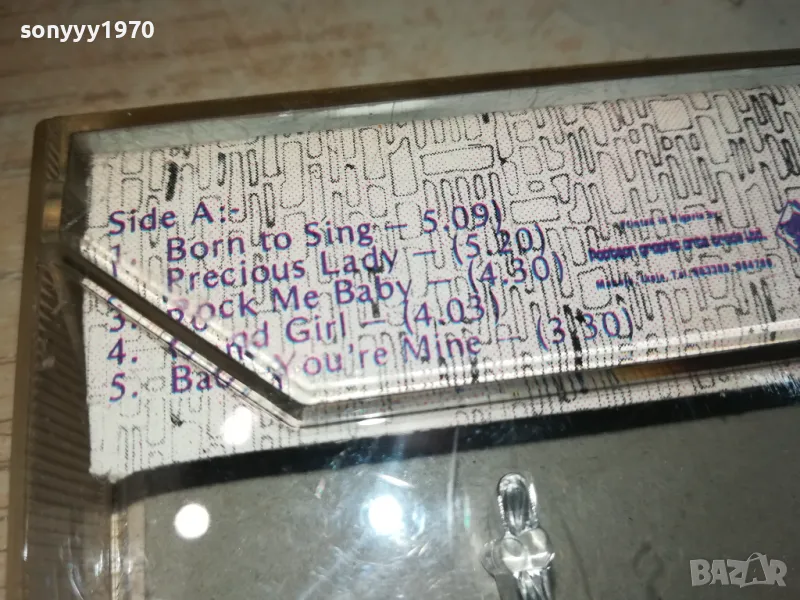 sonyyy1970
Side A:-
1. Born to Sing – 5.09)
Precious Lady – (5.20)
3. Rock Me Baby – (4.30)
4. Girl – (4.03)
5. Baby You're Mine – (3.30)
BAZAR